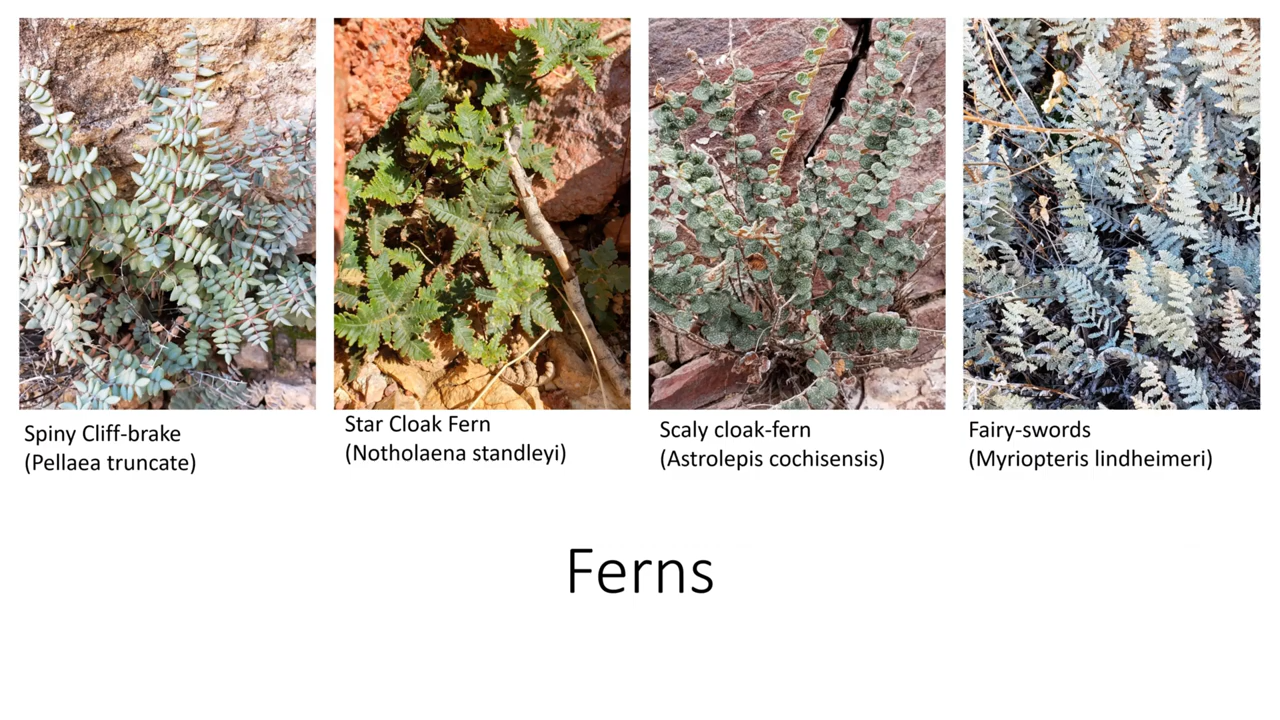 Spiny Cliff-brake
(Pellaea truncate)
Star Cloak Fern
(Notholaena standleyi)
Scaly cloak-fern
(Astrolepis cochisensis)
Fairy-swords
(Myriopteris lindheimeri)
Ferns